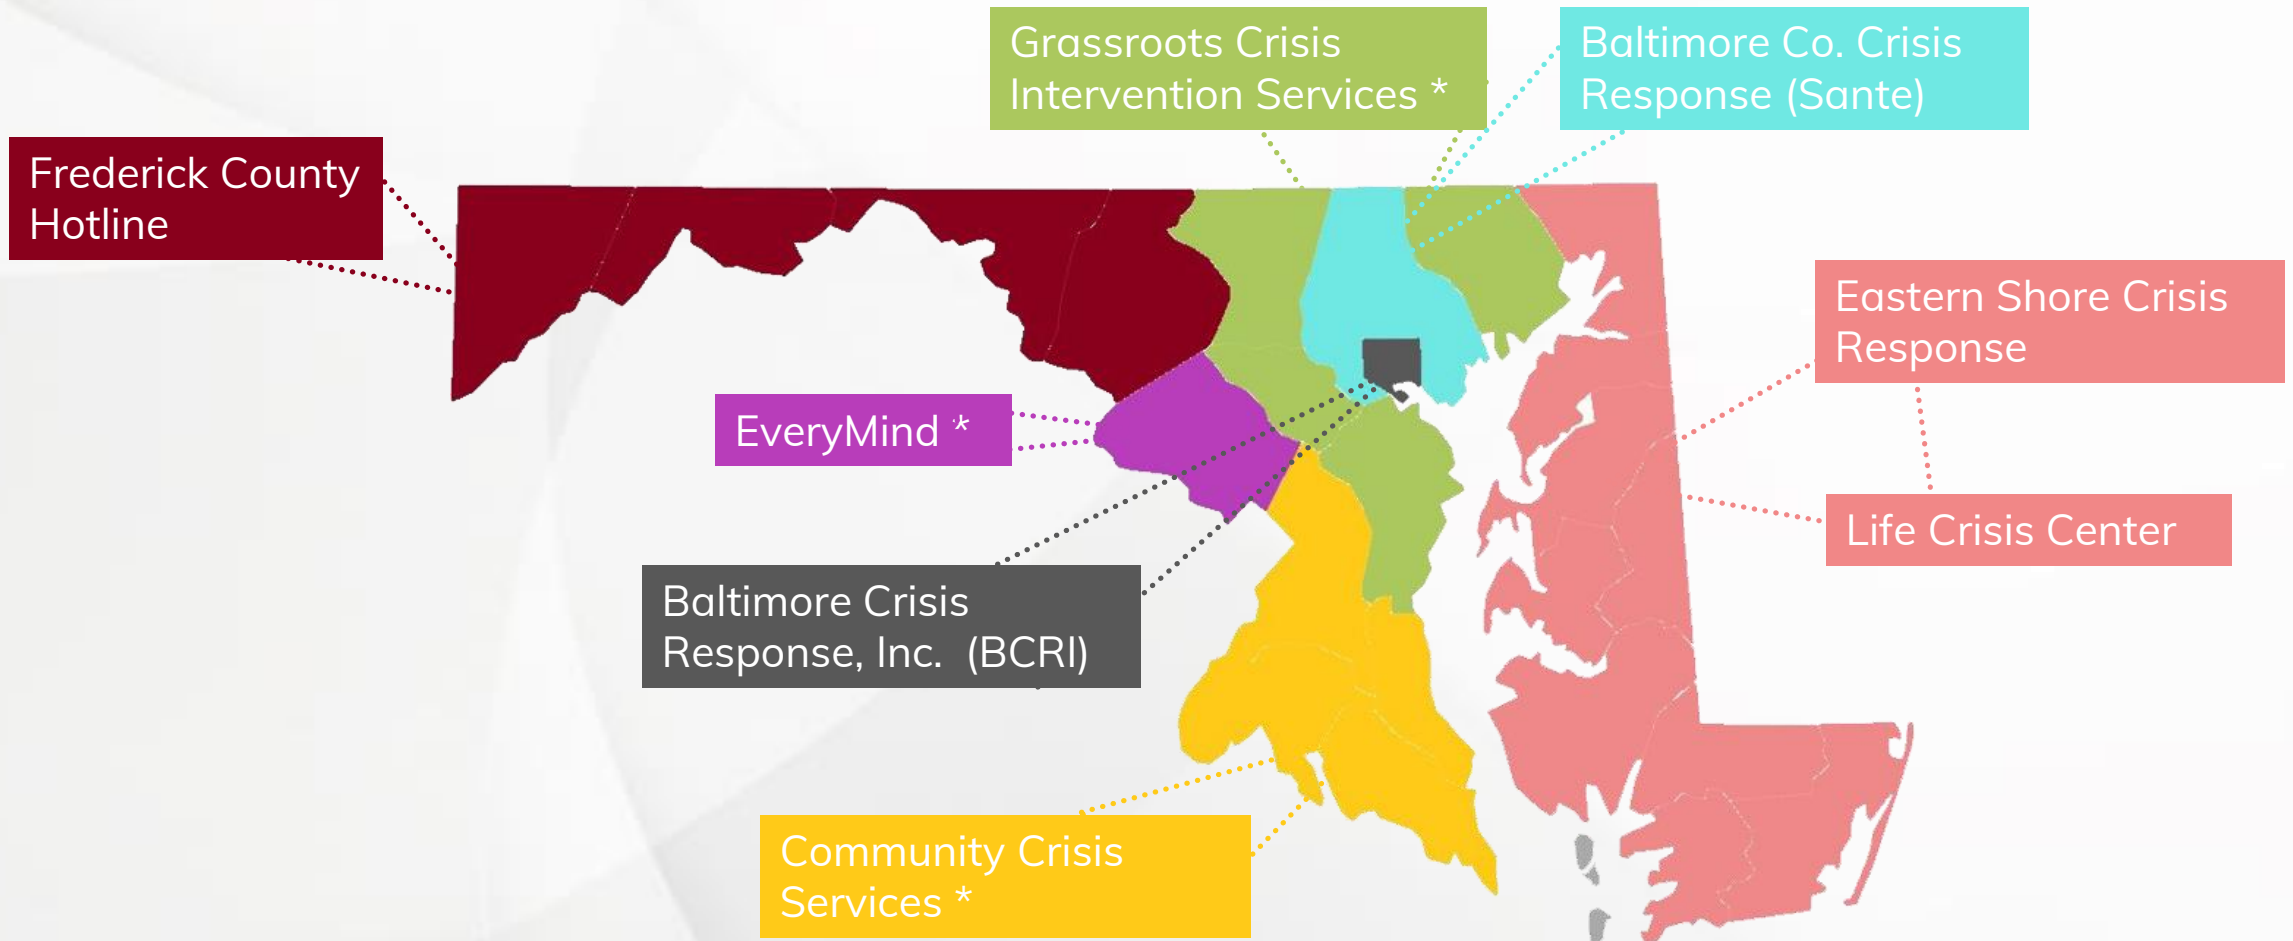 Grassroots Crisis
Intervention Services *
Baltimore Co. Crisis
Response (Sante)
Frederick County
Hotline
Eastern Shore Crisis
Response
EveryMind *
Life Crisis Center
Baltimore Crisis
Response, Inc.  (BCRI)
Community Crisis
Services *